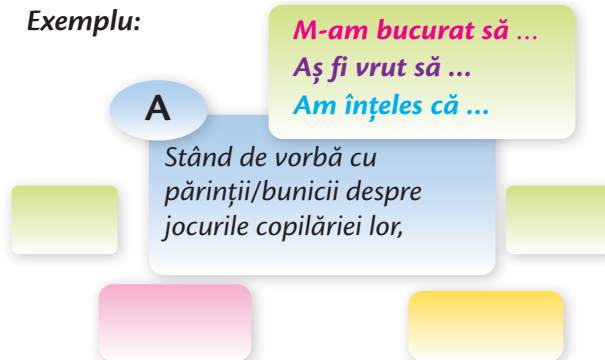 Exemplu:
M-am bucurat să ...
Aș fi vrut să ...
Am înțeles că ...
A
Stând de vorbă cu
părinții/bunicii despre
jocurile copilăriei lor,